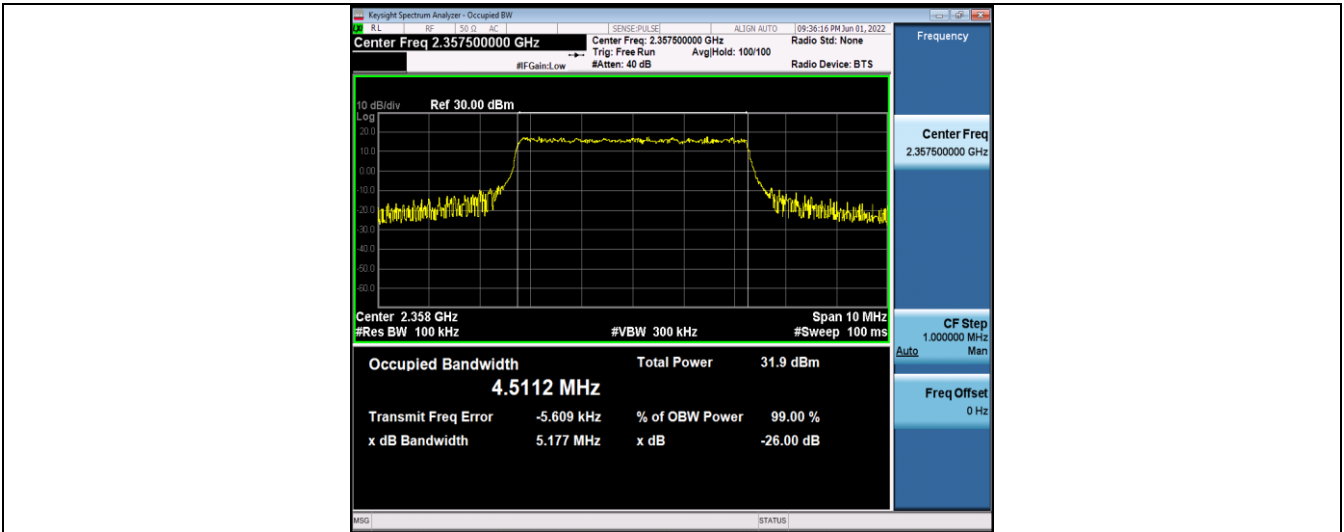 Keysight Spectrum Analyzer - Occupied BW
RL RF 50 Ω AC SENSE:PULSE ALIGN AUTO 09:36:16 PM Jun 01, 2022
Center Freq 2.357500000 GHz
Center Freq: 2.357500000 GHz Radio Std: None
Trig: Free Run Avg|Hold: 100/100
#IFGain:Low #Atten: 40 dB Radio Device: BTS
10 dB/div Ref 30.00 dBm
Log
20.0
10.0
0.00
-10.0
-20.0
-30.0
-40.0
-50.0
-60.0
Center 2.358 GHz Span 10 MHz
#Res BW 100 kHz #VBW 300 kHz #Sweep 100 ms
Occupied Bandwidth Total Power 31.9 dBm
4.5112 MHz
Transmit Freq Error -5.609 kHz % of OBW Power 99.00 %
x dB Bandwidth 5.177 MHz x dB -26.00 dB
Frequency
Center Freq
2.357500000 GHz
CF Step
1.000000 MHz
Auto Man
Freq Offset
0 Hz
MSG STATUS